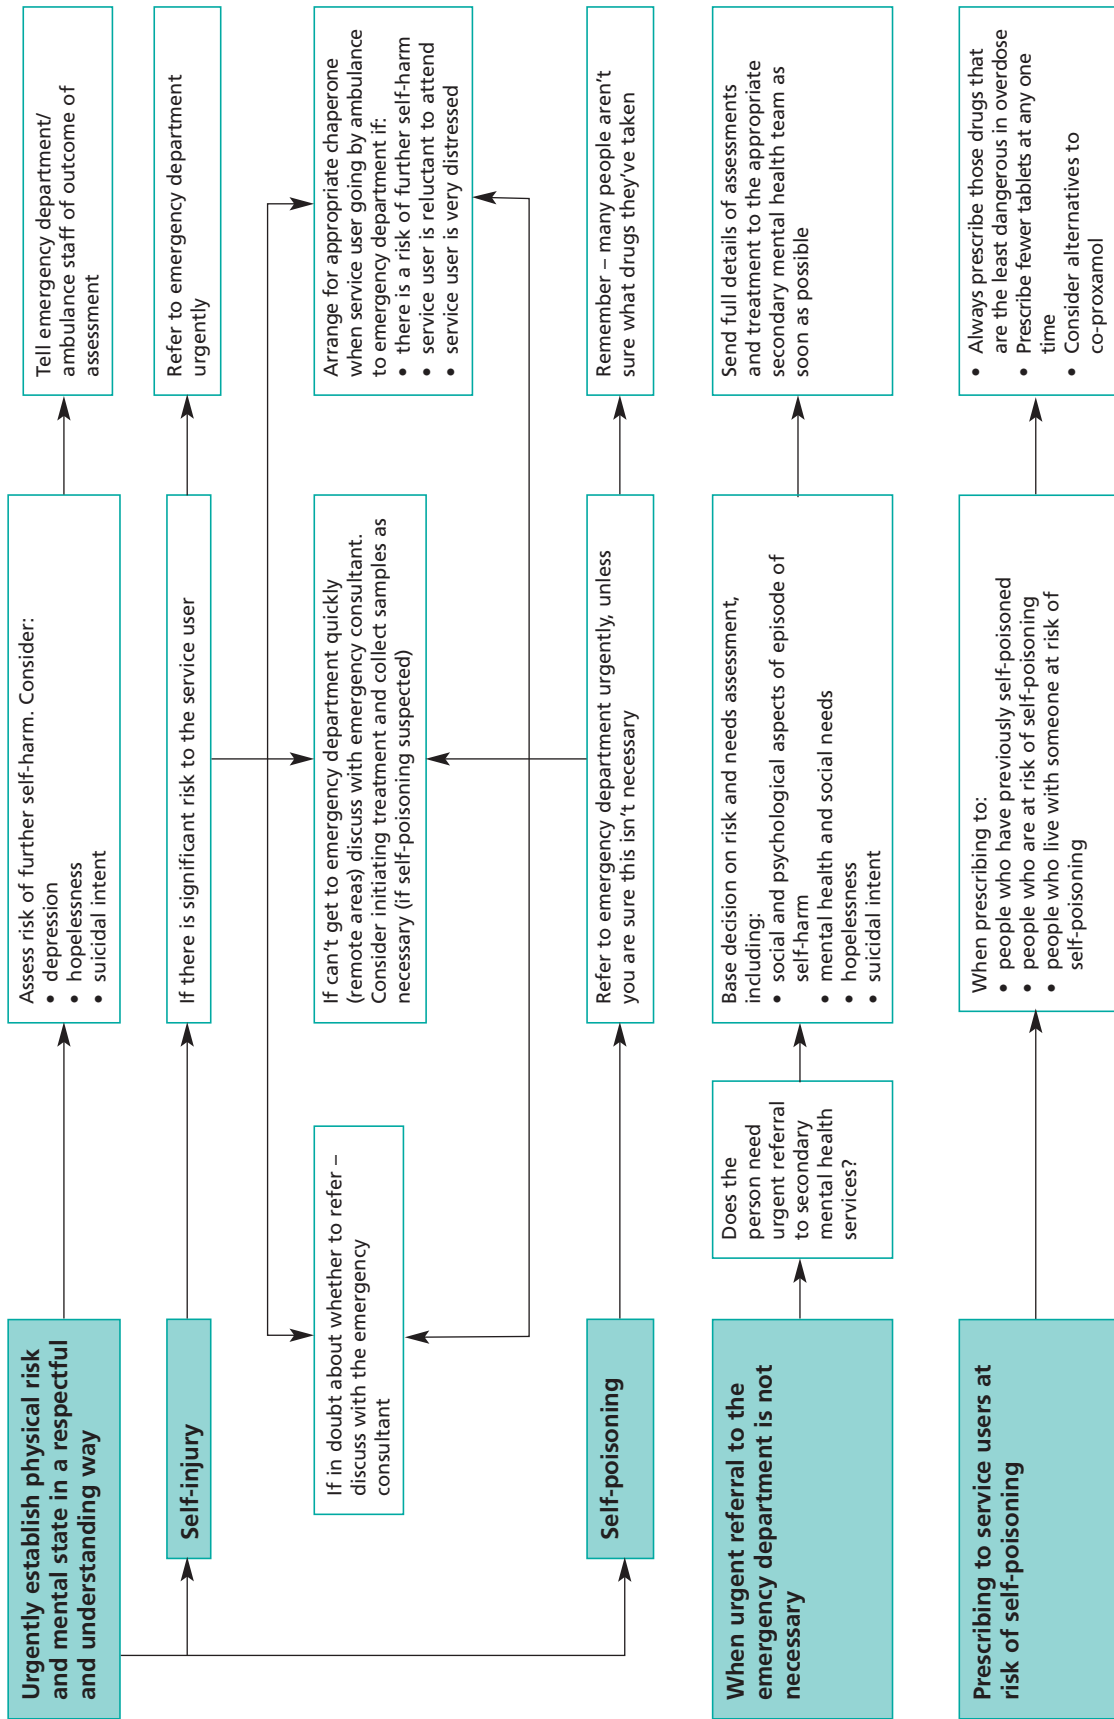 Urgently establish physical risk
and mental state in a respectful
and understanding way
Assess risk of further self-harm. Consider:
• depression
• hopelessness
• suicidal intent
Tell emergency department/
ambulance staff of outcome of
assessment
Self-injury
If there is significant risk to the service user
Refer to emergency department
urgently
If in doubt about whether to refer –
discuss with the emergency
consultant
If can't get to emergency department quickly
(remote areas) discuss with emergency consultant.
Consider initiating treatment and collect samples as
necessary (if self-poisoning suspected)
Arrange for appropriate chaperone
when service user going by ambulance
to emergency department if:
• there is a risk of further self-harm
• service user is reluctant to attend
• service user is very distressed
Self-poisoning
Refer to emergency department urgently, unless
you are sure this isn't necessary
Remember – many people aren't
sure what drugs they've taken
When urgent referral to the
emergency department is not
necessary
Does the
person need
urgent referral
to secondary
mental health
services?
Base decision on risk and needs assessment,
including:
• social and psychological aspects of episode of
self-harm
• mental health and social needs
• hopelessness
• suicidal intent
Send full details of assessments
and treatment to the appropriate
secondary mental health team as
soon as possible
Prescribing to service users at
risk of self-poisoning
When prescribing to:
• people who have previously self-poisoned
• people who are at risk of self-poisoning
• people who live with someone at risk of
self-poisoning
• Always prescribe those drugs that
are the least dangerous in overdose
• Prescribe fewer tablets at any one
time
• Consider alternatives to
co-proxamol